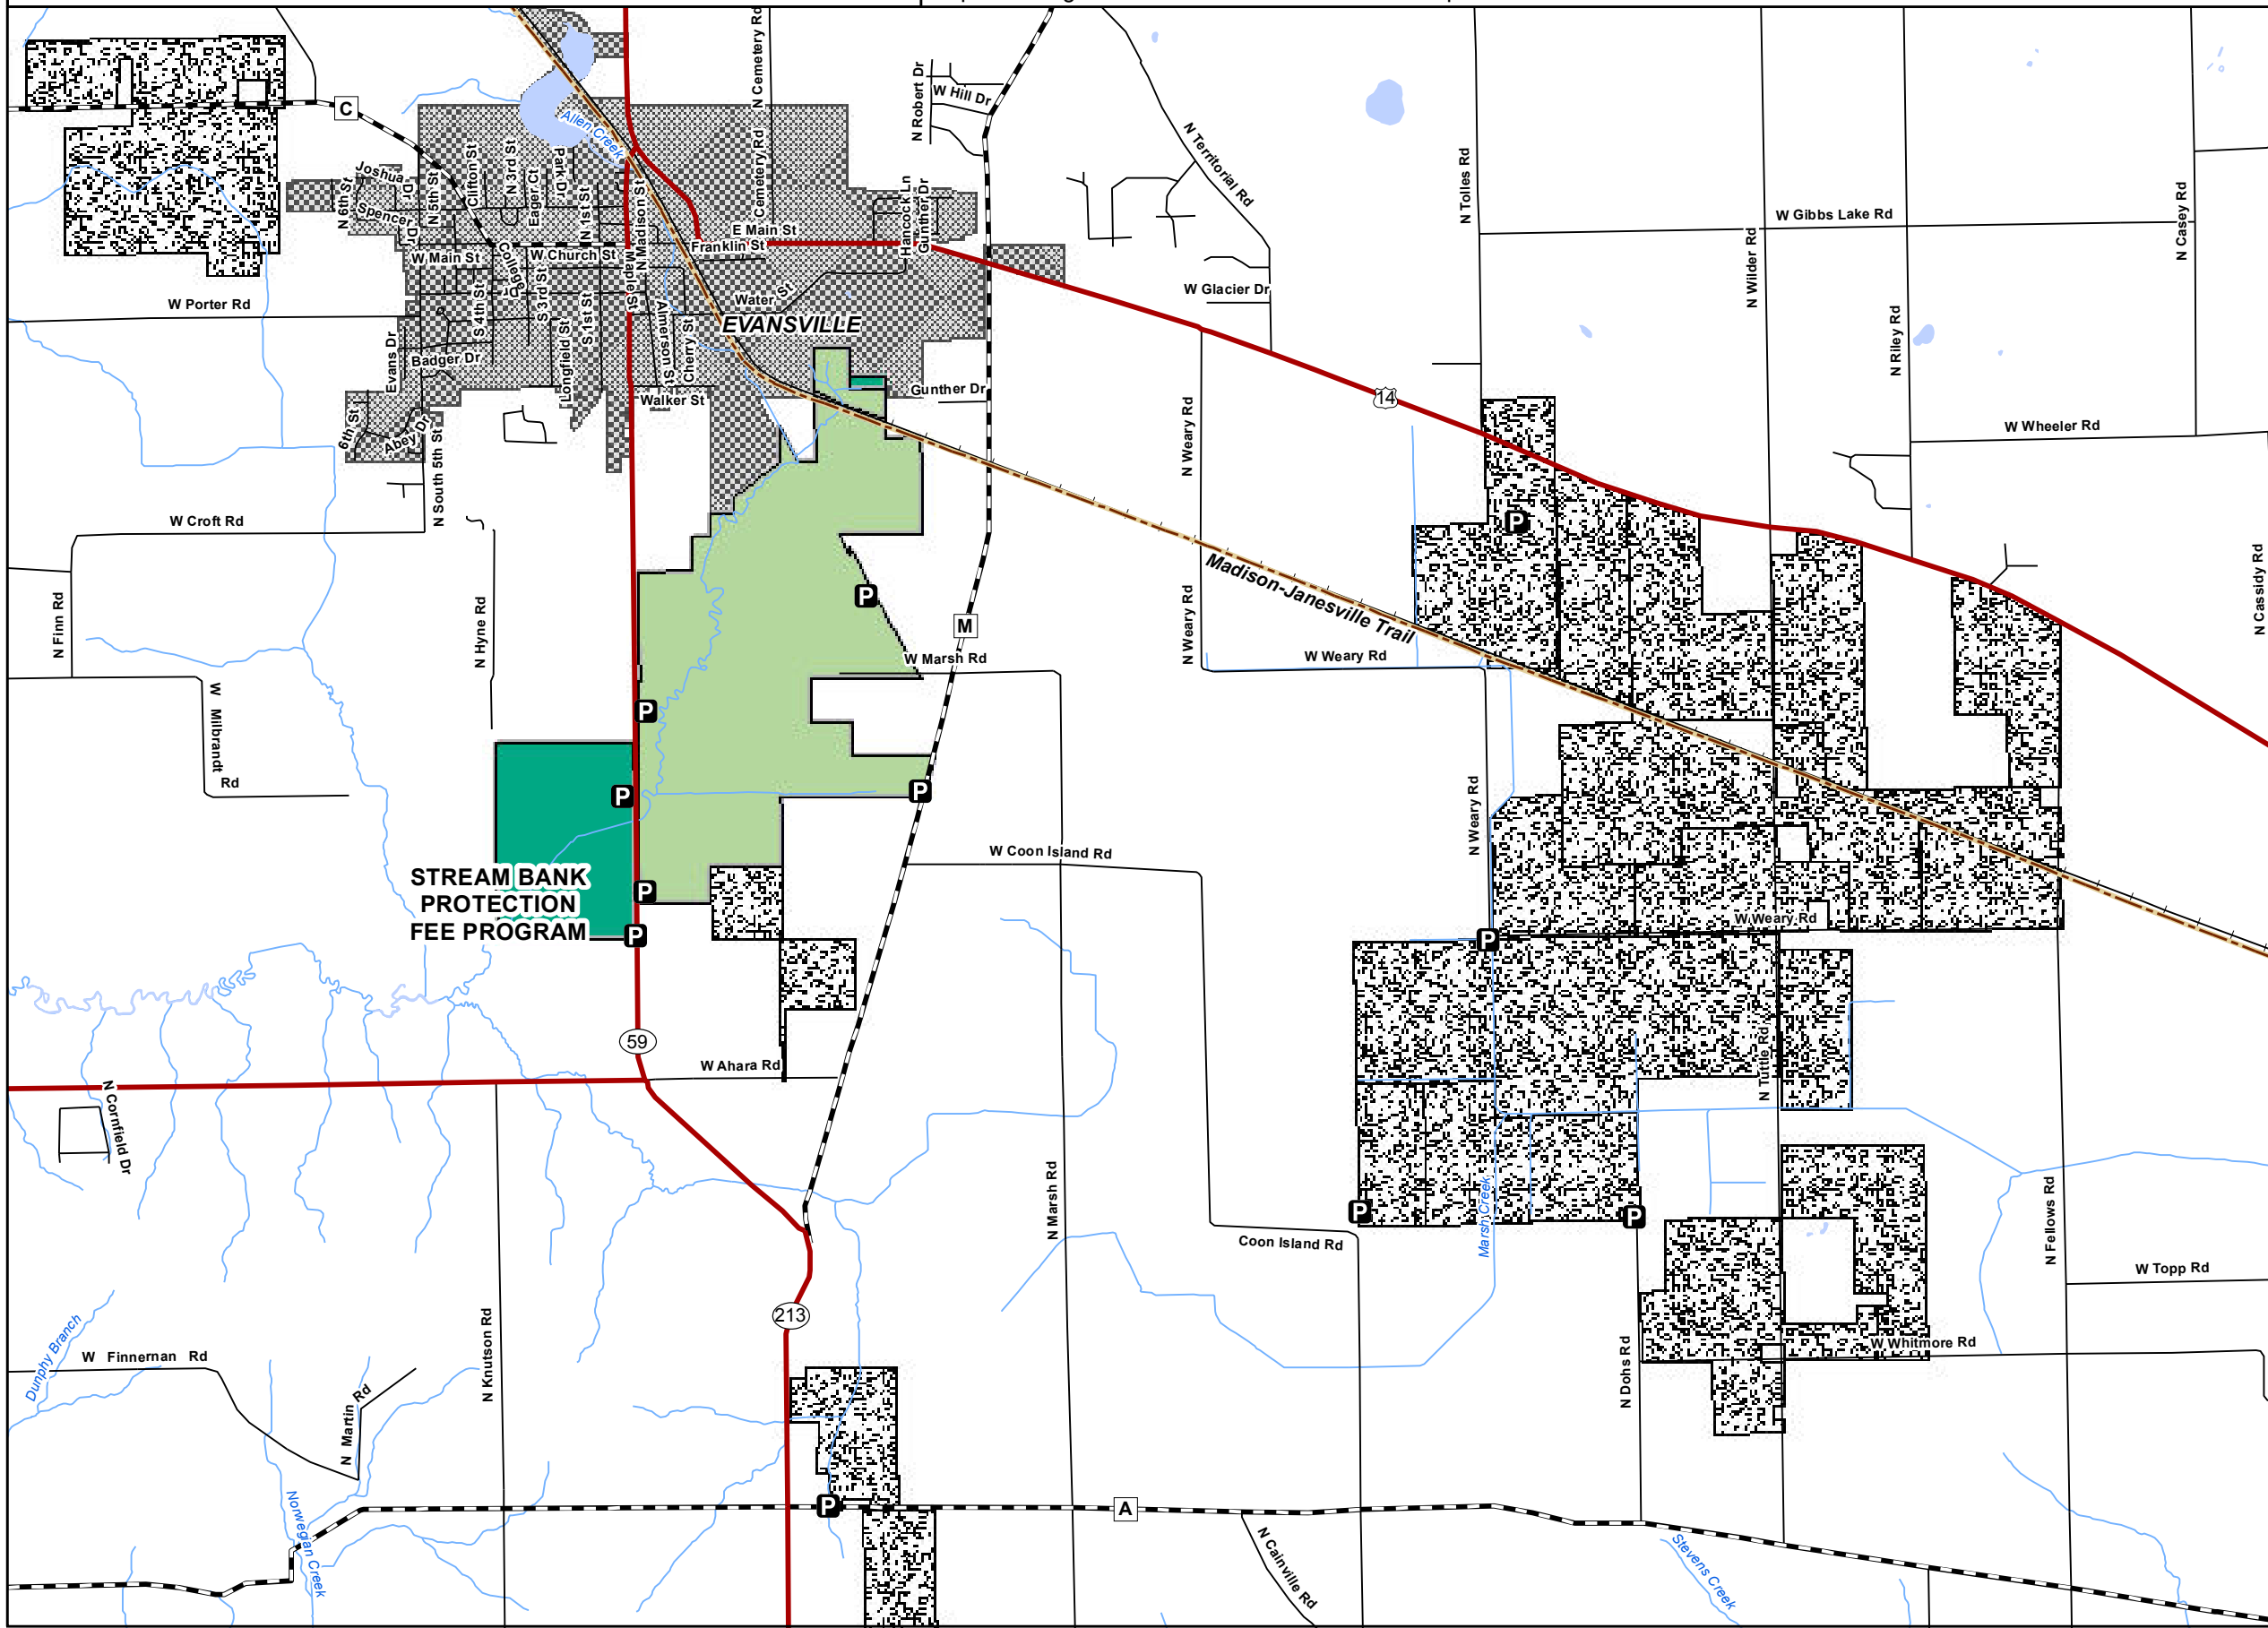 N Cemetery Rd
N Robert Dr
W Hill Dr
C
Allen Creek
N Territorial Rd
N Tolles Rd
Joshua Dr
N 6th St
Spencer Dr
N 5th St
Clifton St
N 3rd St
Eager Ct
Park Dr
N 1st St
N Madison St
Cemetery Rd
Hancock Ln
Gunther Dr
W Gibbs Lake Rd
N Casey Rd
E Main St
Franklin St
W Main St
College Dr
W Church St
Maple St
N Wilder Rd
W Porter Rd
S 4th St
S 3rd St
S 1st St
Water St
W Glacier Dr
EVANSVILLE
Almerson St
Cherry St
Longfield St
N Riley Rd
Evans Dr
Badger Dr
Walker St
Gunther Dr
14
6th St
Abey Dr
N South 5th St
N Weary Rd
W Wheeler Rd
W Croft Rd
P
Madison-Janesville Trail
N Cassidy Rd
N Finn Rd
N Hyne Rd
P
M
N Weary Rd
W Marsh Rd
W Weary Rd
W Milbrandt Rd
P
P
P
N Weary Rd
W Coon Island Rd
STREAM BANK
PROTECTION
FEE PROGRAM
P
P
W Weary Rd
P
59
W Ahara Rd
N Tuttle Rd
N Cornfield Dr
N Marsh Rd
Marsh Creek
P
P
N Fellows Rd
Coon Island Rd
W Topp Rd
213
Dunphy Branch
W Finnernan Rd
N Knutson Rd
N Dohs Rd
W Whitmore Rd
N Martin Rd
P
A
Norwegian Creek
N Cainville Rd
Stevens Creek